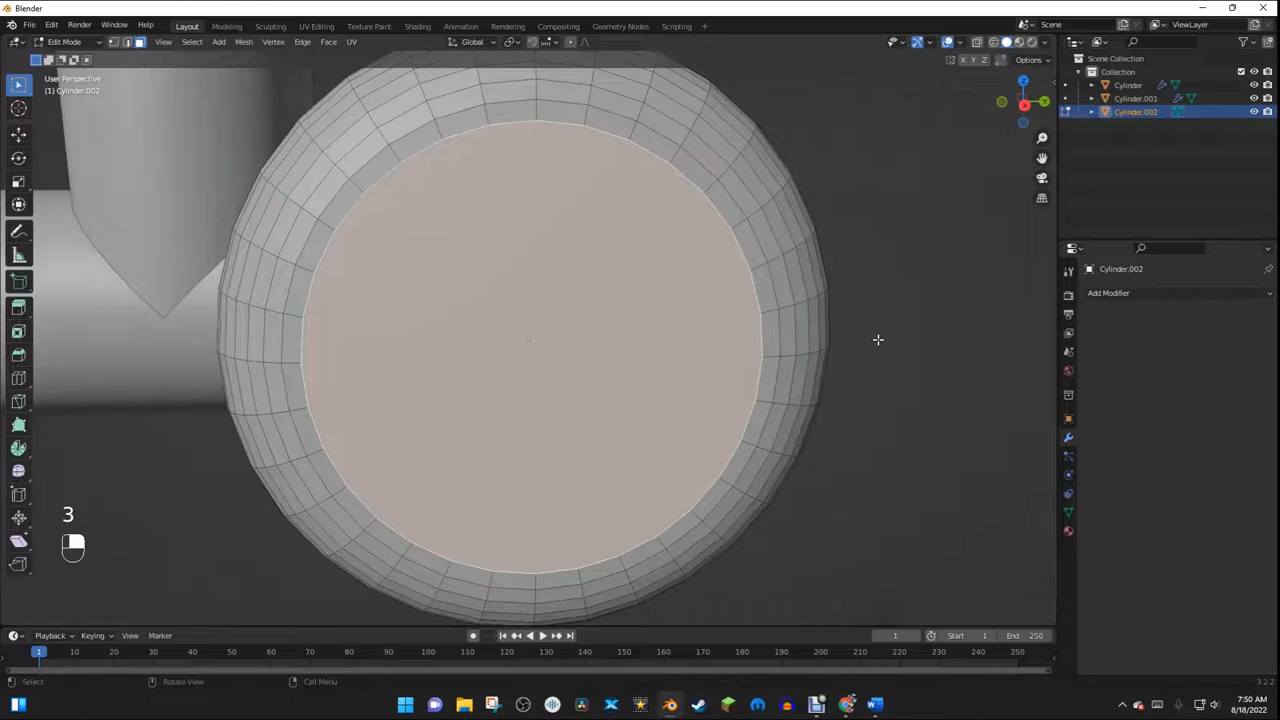 Blender
File Edit Render Window Help Layout Modeling Sculpting UV Editing Texture Paint Shading Animation Rendering Compositing Geometry Nodes Scripting + Scene ViewLayer
Edit Mode View Select Add Mesh Vertex Edge Face UV Global
X Y Z Options
User Perspective
(1) Cylinder.002
Scene Collection
Collection
Cylinder
Cylinder.001
Cylinder.002
Z
Y
X
Cylinder.002
Add Modifier
3
Playback Keying View Marker 1 Start 1 End 250
1 10 20 30 40 50 60 70 80 90 100 110 120 130 140 150 160 170 180 190 200 210 220 230 240 250
Select Rotate View Call Menu 3.2.2
7:50 AM
8/18/2022